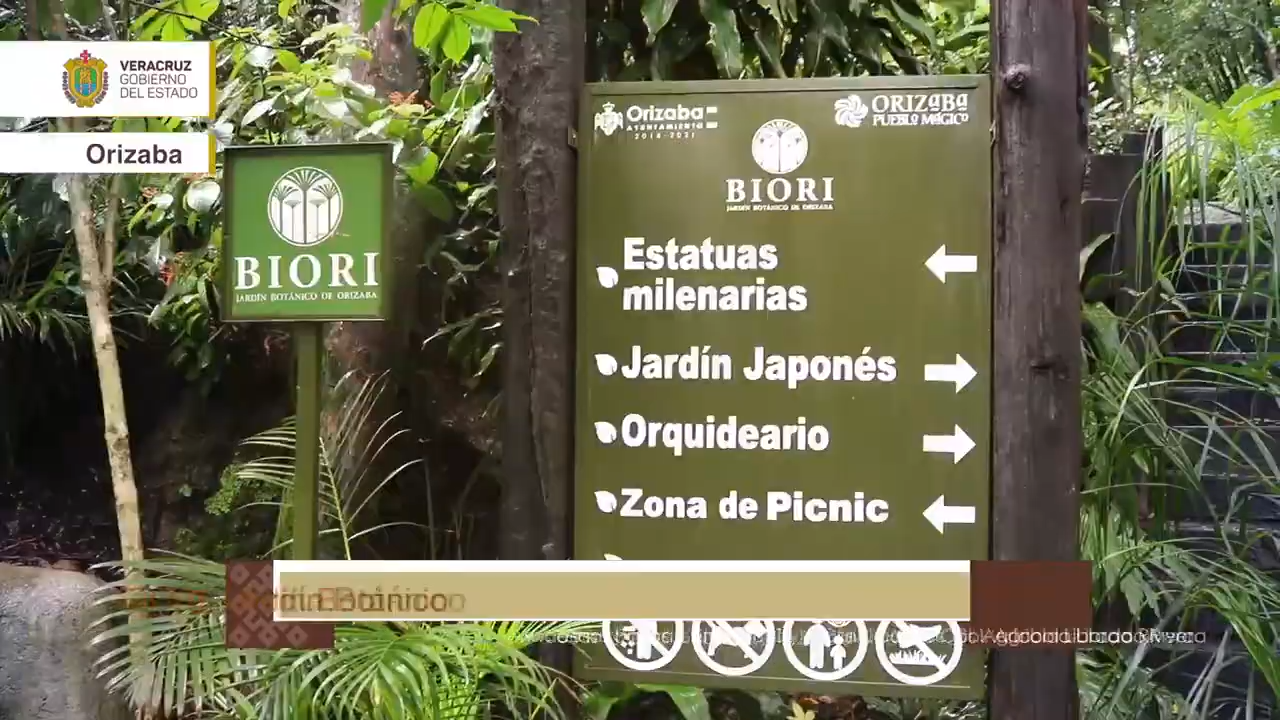 VERACRUZ
GOBIERNO
DEL ESTADO
Orizaba
BIORI
JARDÍN BOTÁNICO DE ORIZABA
Orizaba
AYUNTAMIENTO
2018-2021
ORIZABA
PUEBLO MÁGICO
BIORI
JARDÍN BOTÁNICO DE ORIZABA
Estatuas
milenarias
Jardín Japonés
Orquideario
Zona de Picnic
Botánico